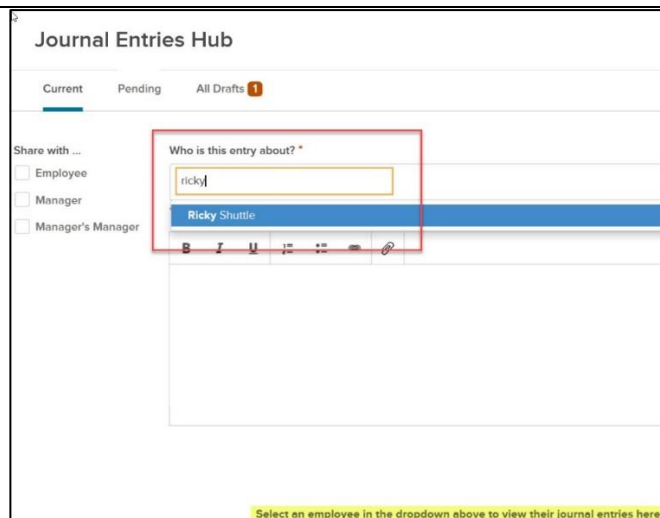 Journal Entries Hub
Current Pending All Drafts 1
Share with ...
Employee
Manager
Manager's Manager
Who is this entry about? *
ricky
Ricky Shuttle
B I U
Select an employee in the dropdown above to view their journal entries here